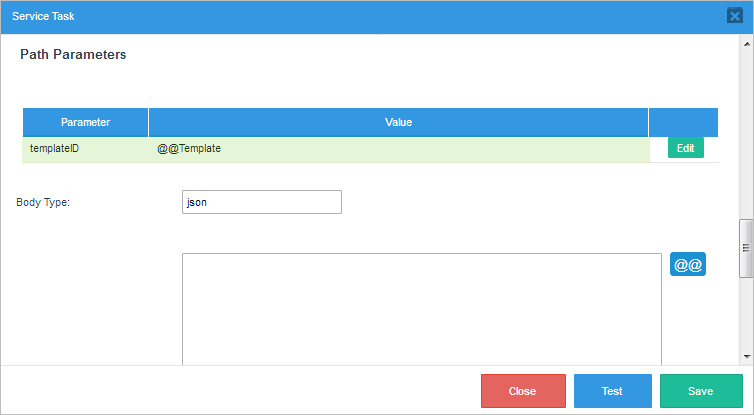 Service Task
Path Parameters
Parameter Value
templateID @@Template Edit
Body Type: json
@@
Close Test Save